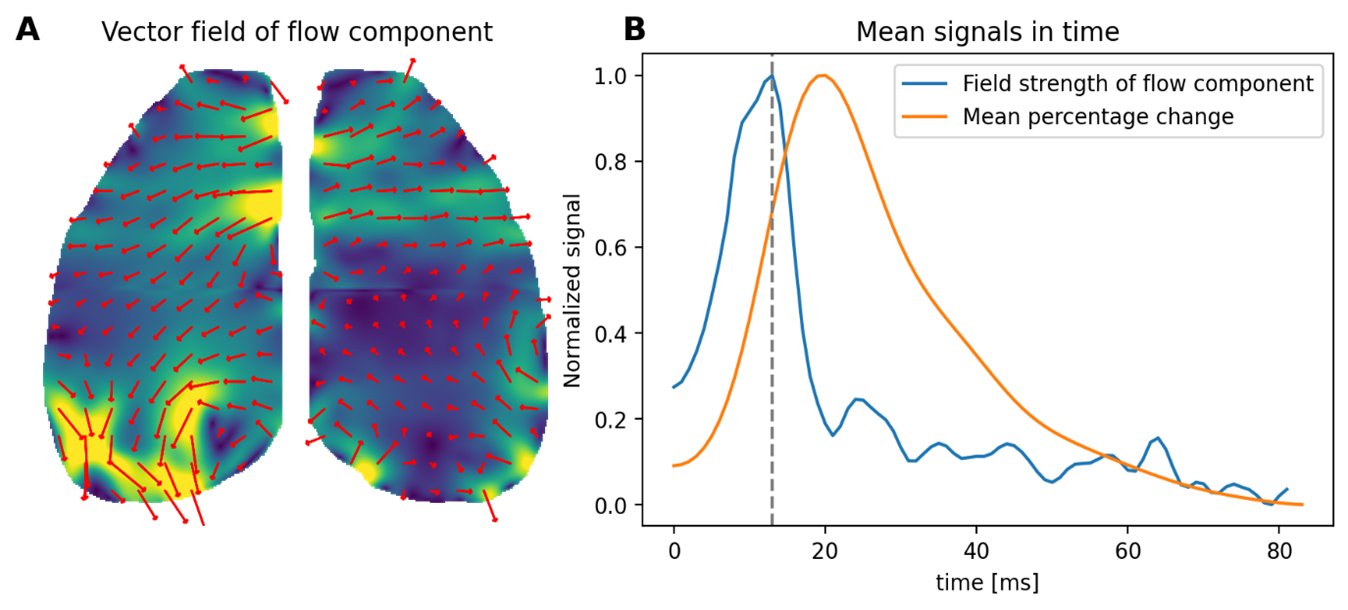 A
Vector field of flow component
B
Mean signals in time
Field strength of flow component
Mean percentage change
Normalized signal
1.0
0.8
0.6
0.4
0.2
0.0
0
20
40
60
80
time [ms]